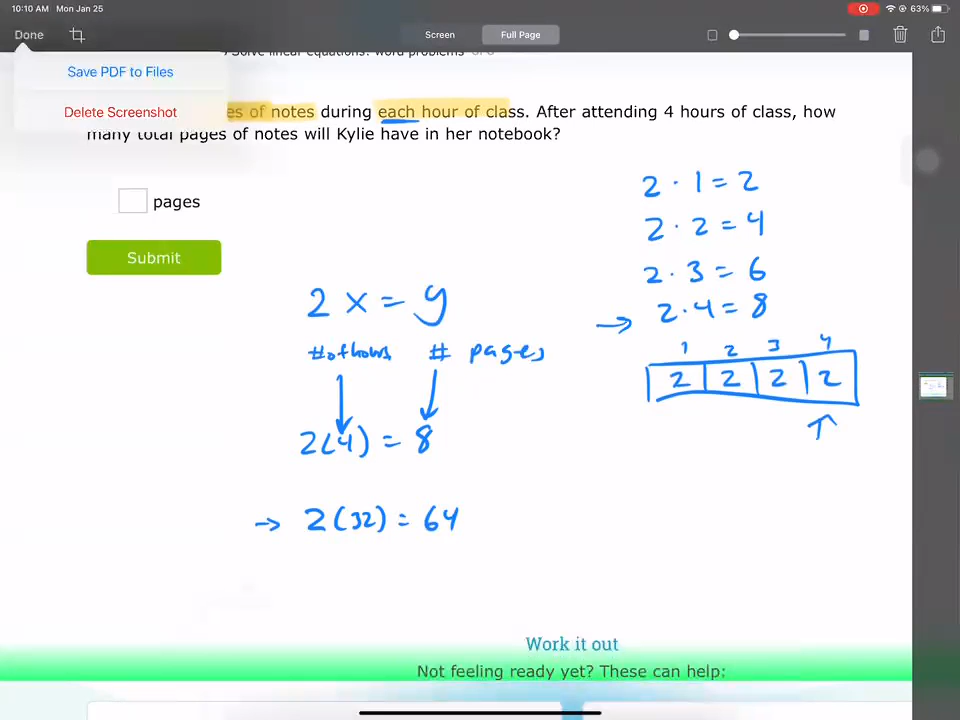 10:10 AM Mon Jan 25
63%
Done
Screen
Full Page
Solve linear equations: word problems
Save PDF to Files
Delete Screenshot
es of notes during each hour of class. After attending 4 hours of class, how
many total pages of notes will Kylie have in her notebook?
pages
Submit
2 · 1 = 2
2 · 2 = 4
2 · 3 = 6
→ 2 · 4 = 8
1 2 3 4
2 2 2 2
↑
2 x = y
# of hours # pages
2(4) = 8
→ 2(32) = 64
Work it out
Not feeling ready yet? These can help: